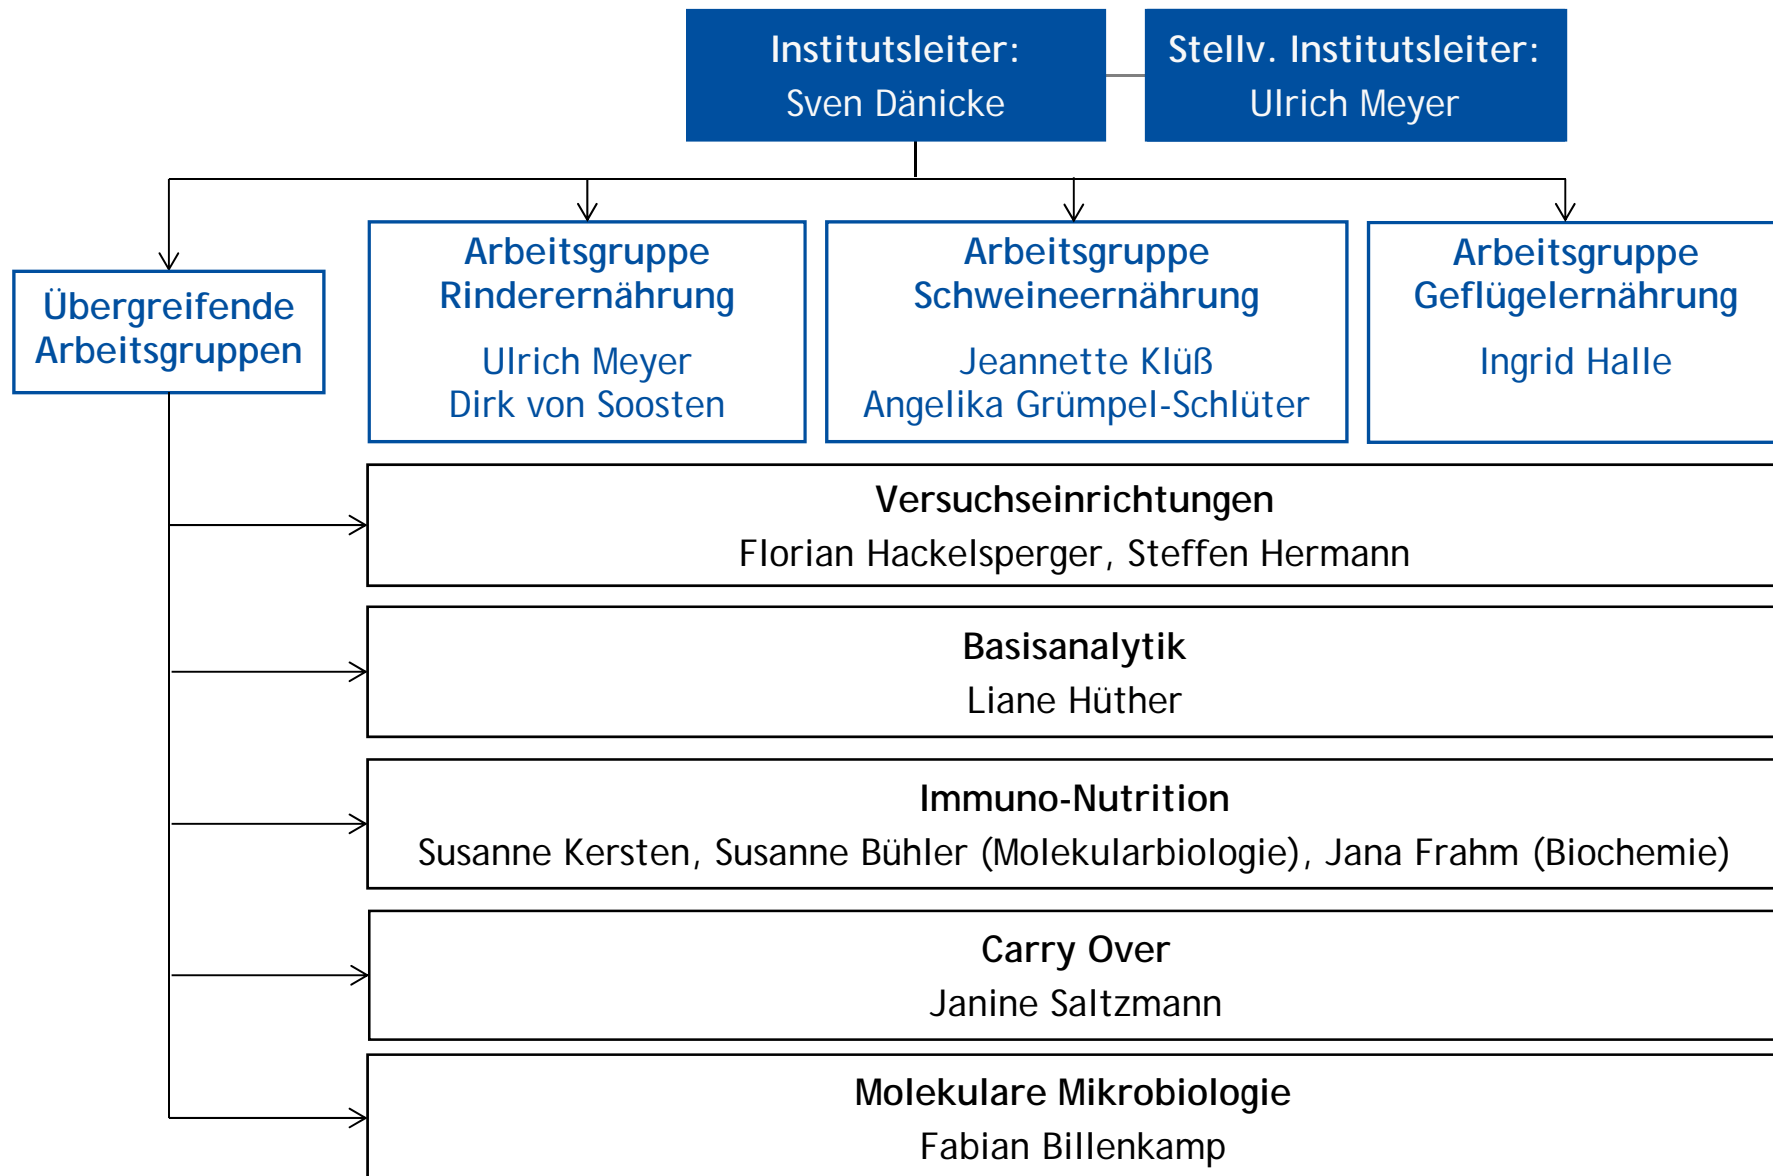 Institutsleiter:
Sven Dänicke
Stellv. Institutsleiter:
Ulrich Meyer
Übergreifende
Arbeitsgruppen
Arbeitsgruppe
Rinderernährung
Ulrich Meyer
Dirk von Soosten
Arbeitsgruppe
Schweineernährung
Jeannette Klüß
Angelika Grümpel-Schlüter
Arbeitsgruppe
Geflügelernährung
Ingrid Halle
Versuchseinrichtungen
Florian Hackelsperger, Steffen Hermann
Basisanalytik
Liane Hüther
Immuno-Nutrition
Susanne Kersten, Susanne Bühler (Molekularbiologie), Jana Frahm (Biochemie)
Carry Over
Janine Saltzmann
Molekulare Mikrobiologie
Fabian Billenkamp